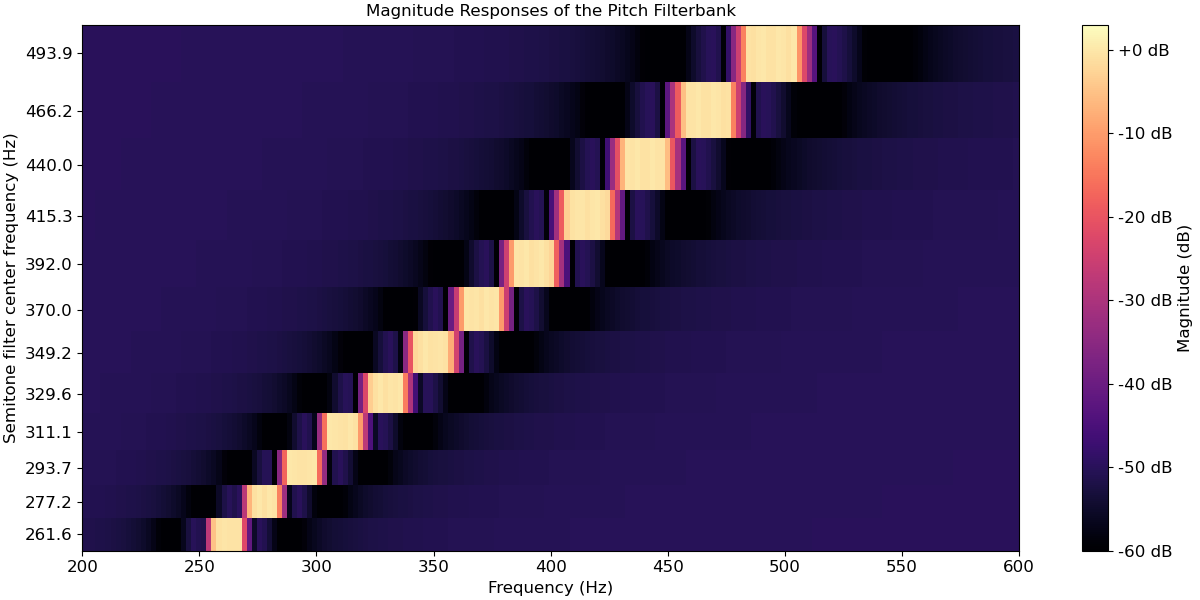 Magnitude Responses of the Pitch Filterbank
Semitone filter center frequency (Hz)
493.9
466.2
440.0
415.3
392.0
370.0
349.2
329.6
311.1
293.7
277.2
261.6
200 250 300 350 400 450 500 550 600
Frequency (Hz)
+0 dB
-10 dB
-20 dB
-30 dB
-40 dB
-50 dB
-60 dB
Magnitude (dB)